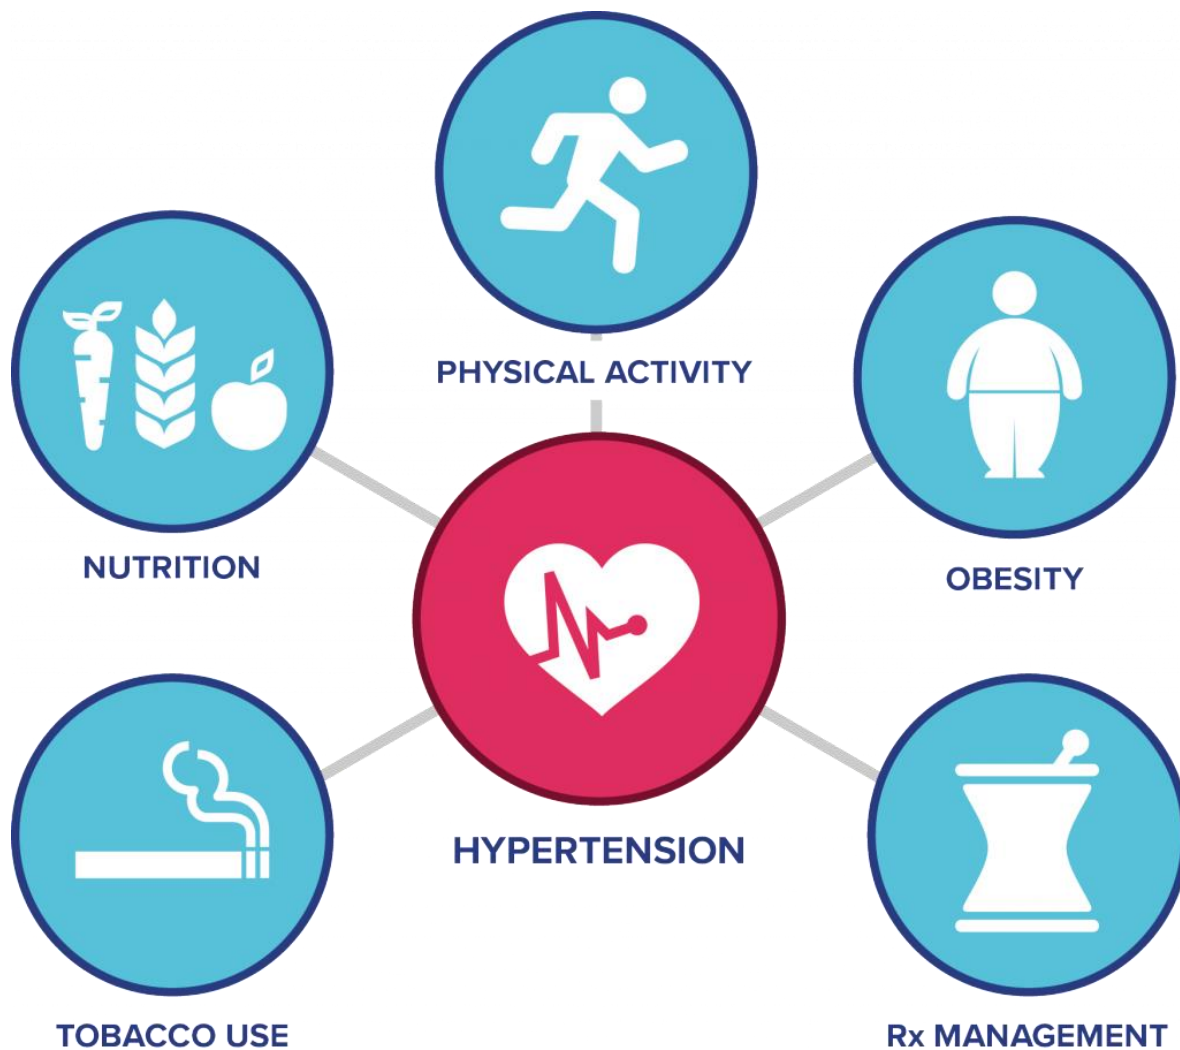 PHYSICAL ACTIVITY
NUTRITION
OBESITY
HYPERTENSION
TOBACCO USE
Rx MANAGEMENT